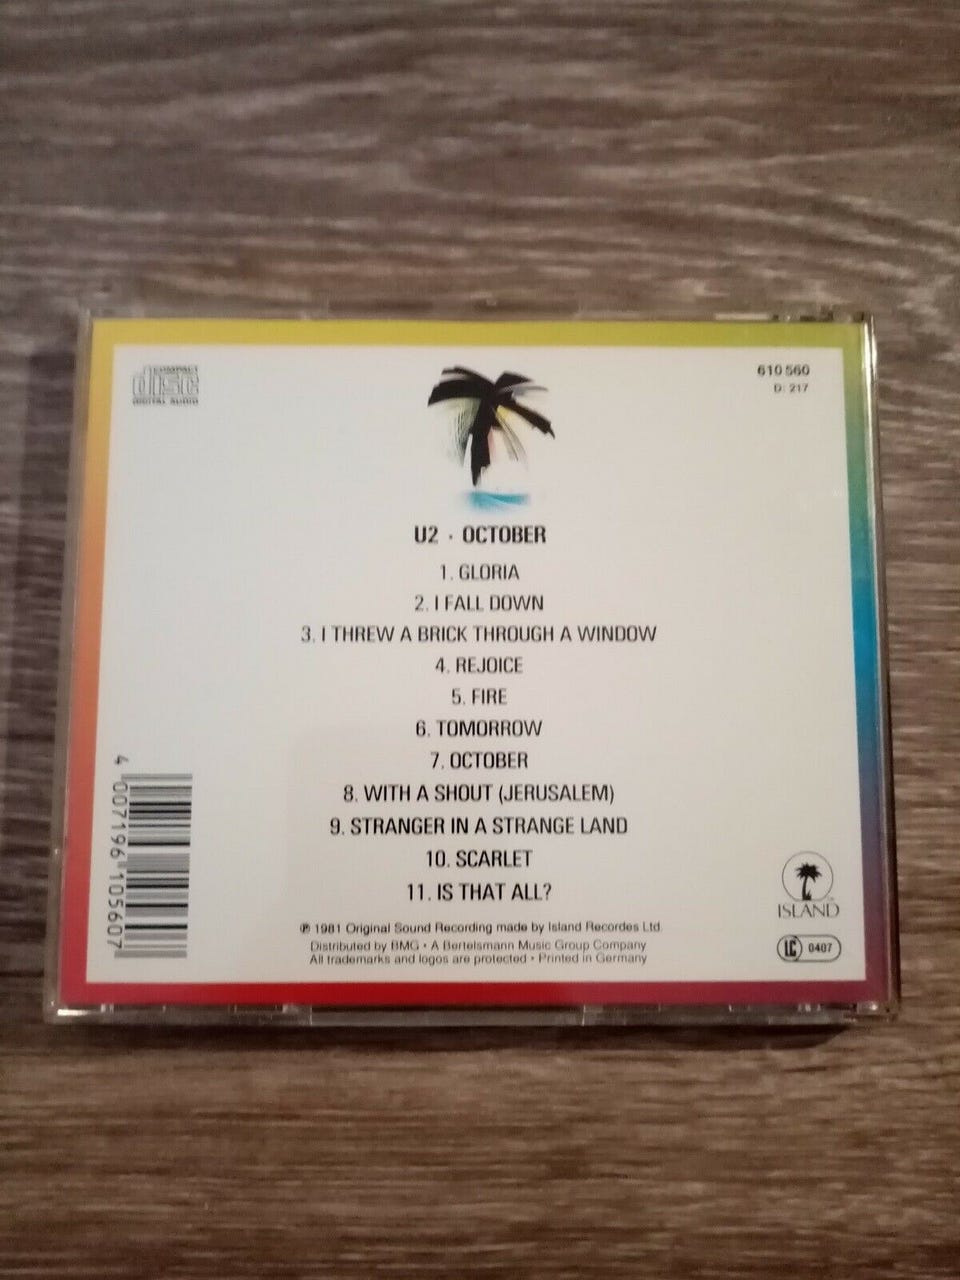 COMPACT
disc
DIGITAL AUDIO
610 560
D: 217
U2 · OCTOBER
1. GLORIA
2. I FALL DOWN
3. I THREW A BRICK THROUGH A WINDOW
4. REJOICE
5. FIRE
6. TOMORROW
7. OCTOBER
8. WITH A SHOUT (JERUSALEM)
9. STRANGER IN A STRANGE LAND
10. SCARLET
11. IS THAT ALL?
℗ 1981 Original Sound Recording made by Island Recordes Ltd.
Distributed by BMG • A Bertelsmann Music Group Company
All trademarks and logos are protected • Printed in Germany
4 007196 105607
ISLAND
LC 0407